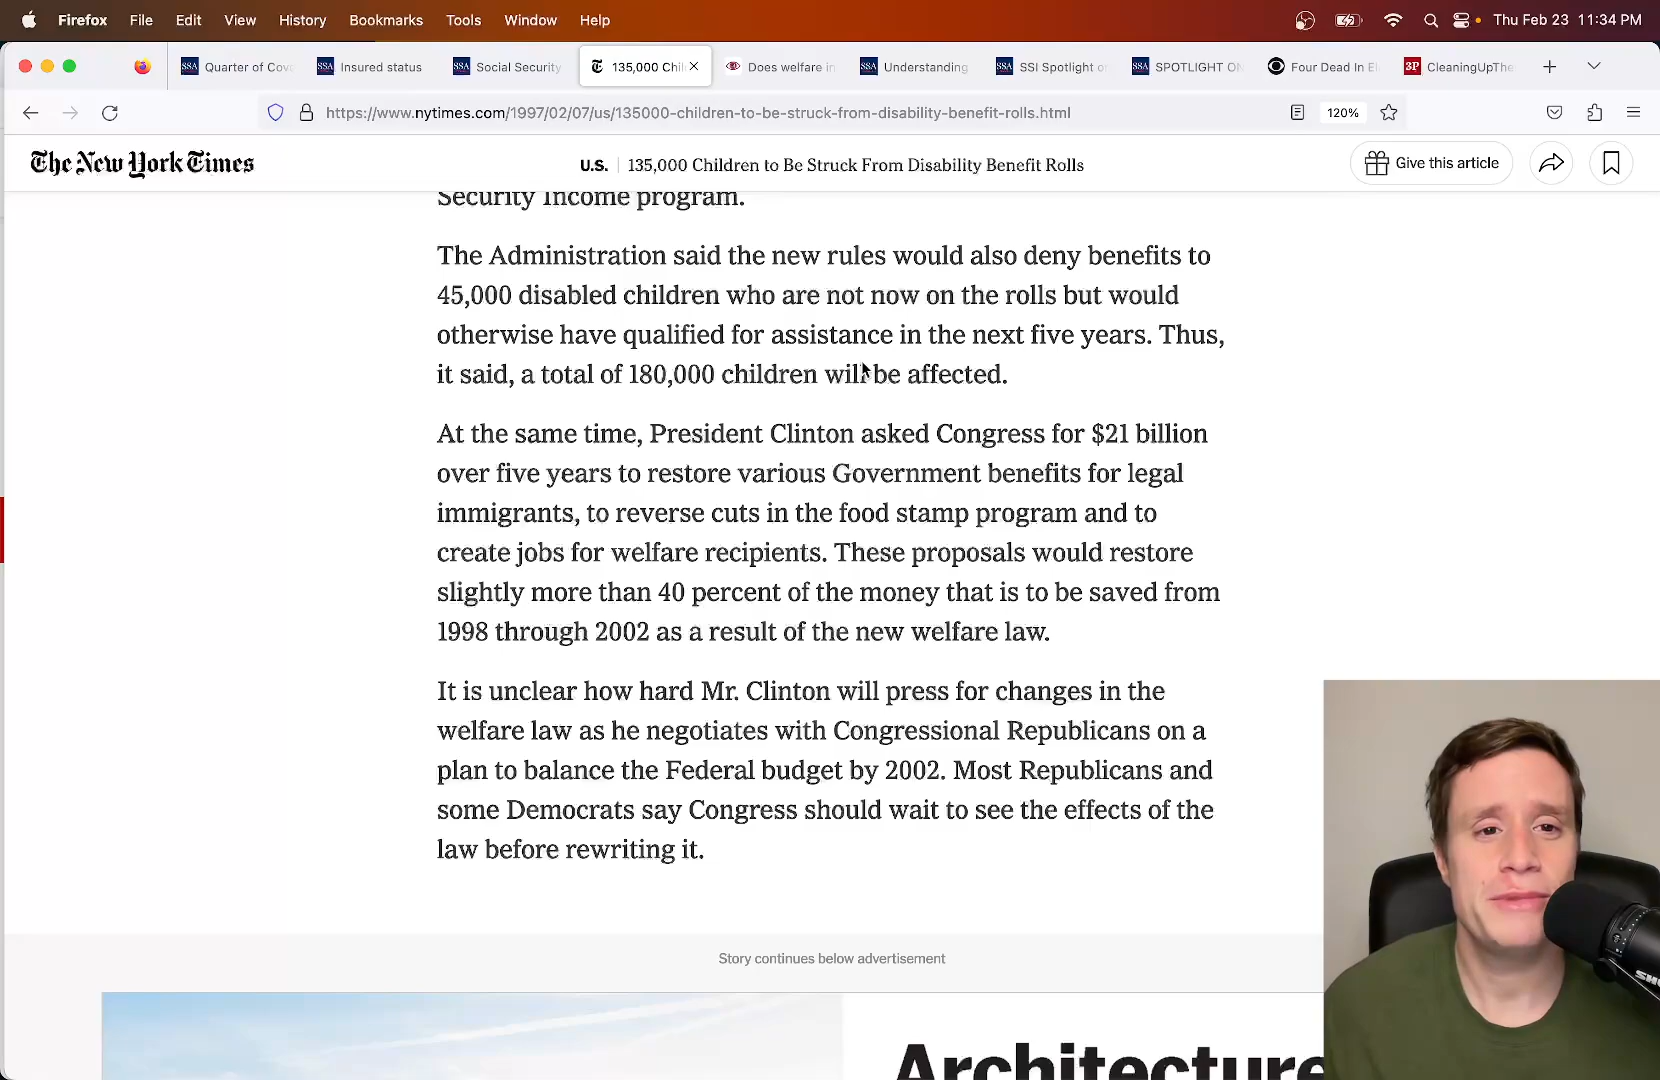 Firefox File Edit View History Bookmarks Tools Window Help Thu Feb 23 11:34 PM
SSA Quarter of Cov SSA Insured status SSA Social Security 135,000 Chil Does welfare in SSA Understanding SSA SSI Spotlight o SSA SPOTLIGHT ON Four Dead In El 3P CleaningUpThe
https://www.nytimes.com/1997/02/07/us/135000-children-to-be-struck-from-disability-benefit-rolls.html 120%
The New York Times U.S. | 135,000 Children to Be Struck From Disability Benefit Rolls Give this article
Security Income program.
The Administration said the new rules would also deny benefits to
45,000 disabled children who are not now on the rolls but would
otherwise have qualified for assistance in the next five years. Thus,
it said, a total of 180,000 children will be affected.
At the same time, President Clinton asked Congress for $21 billion
over five years to restore various Government benefits for legal
immigrants, to reverse cuts in the food stamp program and to
create jobs for welfare recipients. These proposals would restore
slightly more than 40 percent of the money that is to be saved from
1998 through 2002 as a result of the new welfare law.
It is unclear how hard Mr. Clinton will press for changes in the
welfare law as he negotiates with Congressional Republicans on a
plan to balance the Federal budget by 2002. Most Republicans and
some Democrats say Congress should wait to see the effects of the
law before rewriting it.
Story continues below advertisement
Architecture